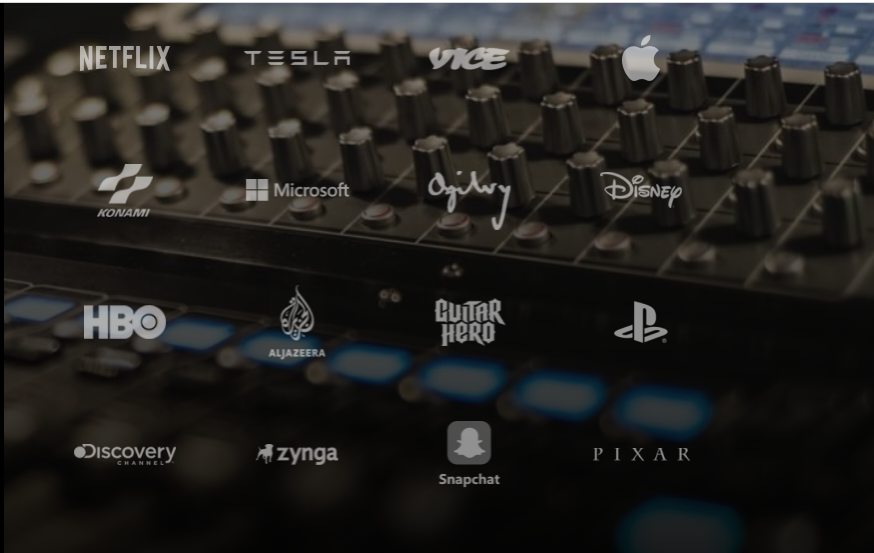 NETFLIX
TESLA
VICE
KONAMI
Microsoft
Ogilvy
Disney
HBO
ALJAZEERA
GUITAR
HERO
Discovery
CHANNEL
zynga
Snapchat
PIXAR